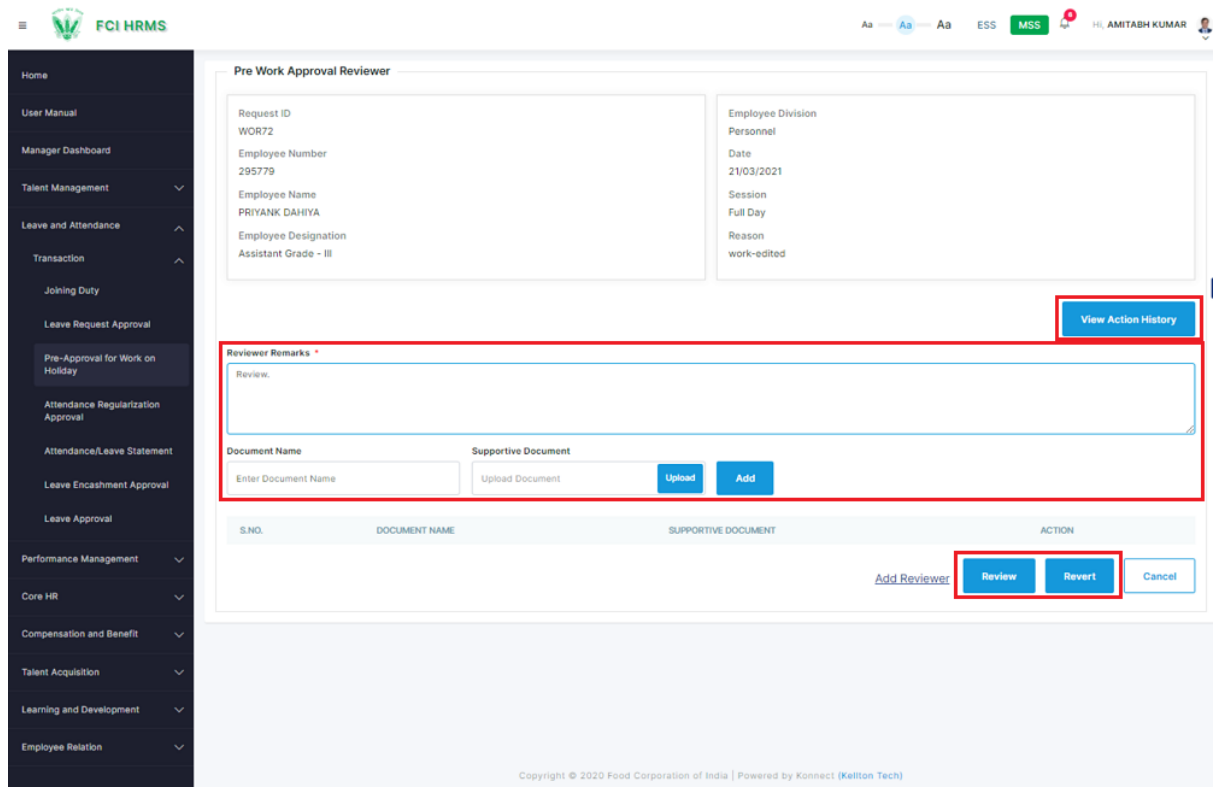 FCI HRMS
Aa Aa Aa ESS MSS Hi, AMITABH KUMAR
Home
User Manual
Manager Dashboard
Talent Management
Leave and Attendance
Transaction
Joining Duty
Leave Request Approval
Pre-Approval for Work on
Holiday
Attendance Regularization
Approval
Attendance/Leave Statement
Leave Encashment Approval
Leave Approval
Performance Management
Core HR
Compensation and Benefit
Talent Acquisition
Learning and Development
Employee Relation
Pre Work Approval Reviewer
Request ID
WOR72
Employee Number
295779
Employee Name
PRIYANK DAHIYA
Employee Designation
Assistant Grade - III
Employee Division
Personnel
Date
21/03/2021
Session
Full Day
Reason
work-edited
View Action History
Reviewer Remarks *
Review.
Document Name Supportive Document
Enter Document Name Upload Document Upload Add
S.NO. DOCUMENT NAME SUPPORTIVE DOCUMENT ACTION
Add Reviewer Review Revert Cancel
Copyright © 2020 Food Corporation of India | Powered by Konnect (Kellton Tech)